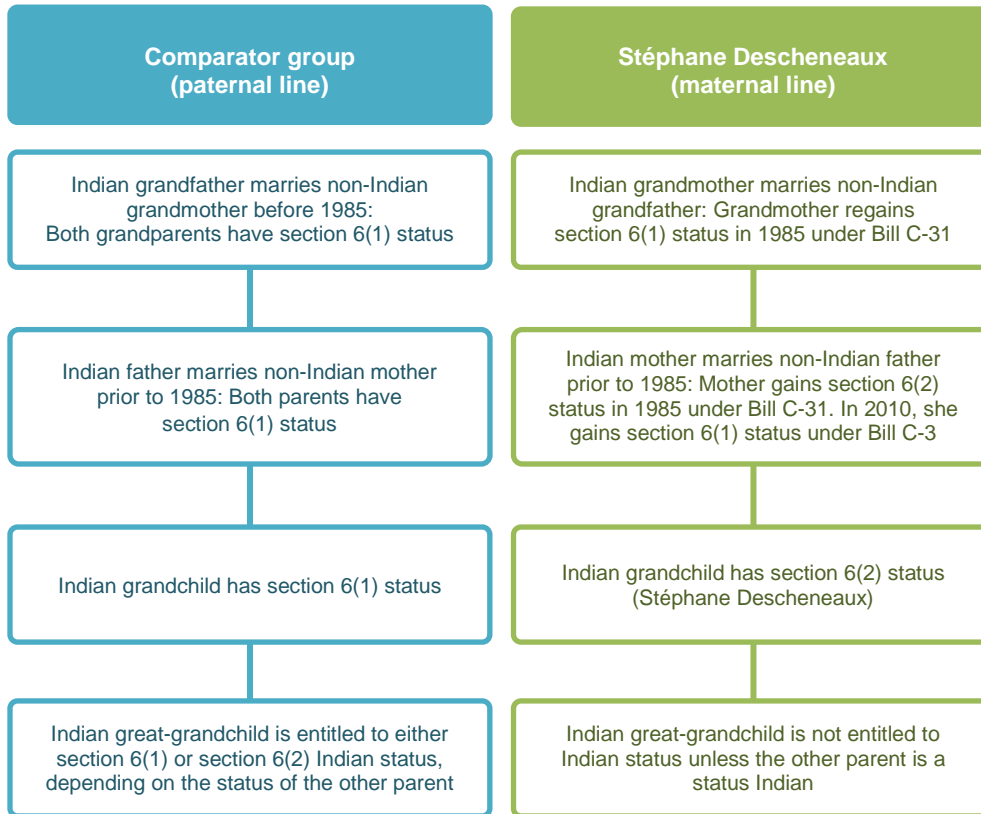 Comparator group
(paternal line)
Stéphane Descheneaux
(maternal line)
Indian grandfather marries non-Indian
grandmother before 1985:
Both grandparents have section 6(1) status
Indian grandmother marries non-Indian
grandfather: Grandmother regains
section 6(1) status in 1985 under Bill C-31
Indian father marries non-Indian mother
prior to 1985: Both parents have
section 6(1) status
Indian mother marries non-Indian father
prior to 1985: Mother gains section 6(2)
status in 1985 under Bill C-31. In 2010, she
gains section 6(1) status under Bill C-3
Indian grandchild has section 6(1) status
Indian grandchild has section 6(2) status
(Stéphane Descheneaux)
Indian great-grandchild is entitled to either
section 6(1) or section 6(2) Indian status,
depending on the status of the other parent
Indian great-grandchild is not entitled to
Indian status unless the other parent is a
status Indian